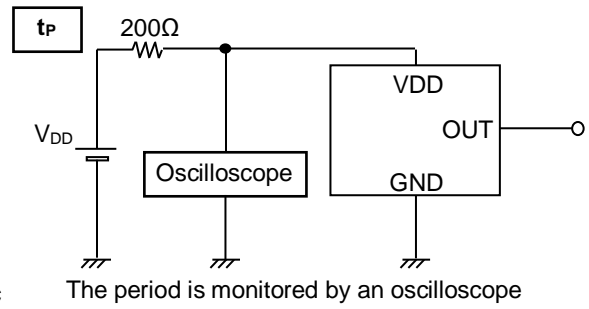 tP
200Ω
VDD
VDD
OUT
Oscilloscope
GND
The period is monitored by an oscilloscope